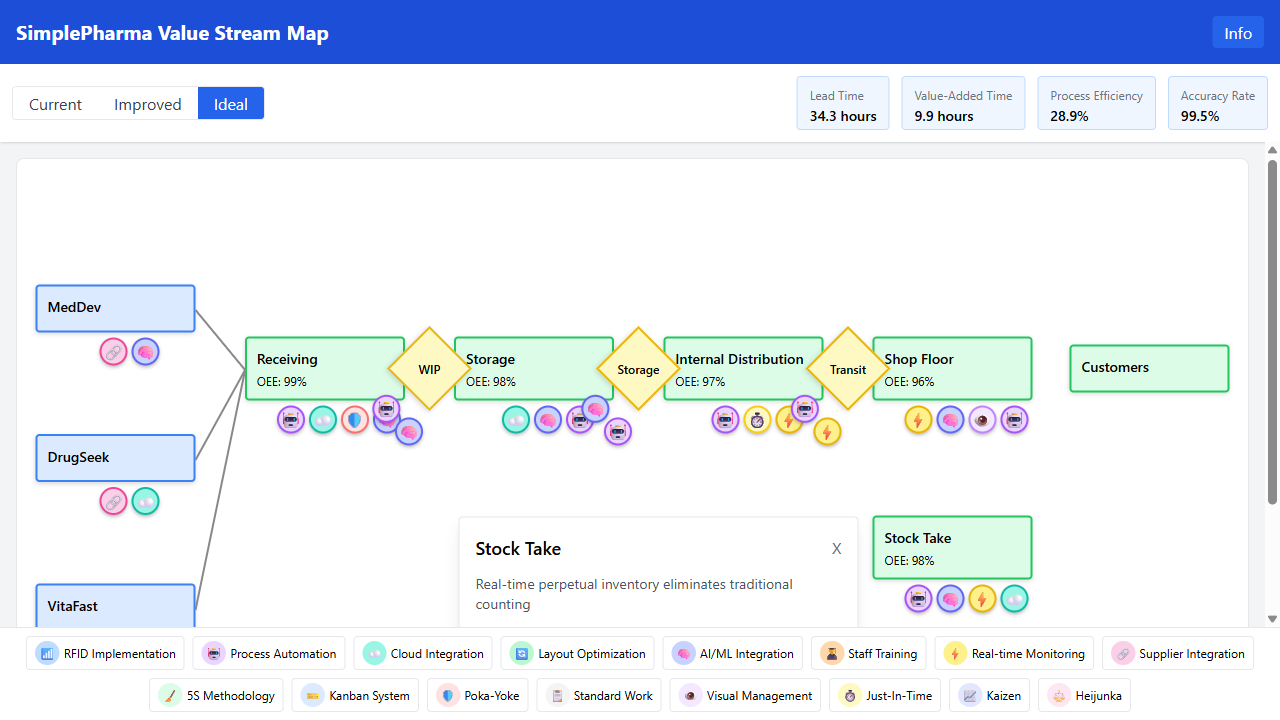 SimplePharma Value Stream Map
Info
Current
Improved
Ideal
Lead Time
34.3 hours
Value-Added Time
9.9 hours
Process Efficiency
28.9%
Accuracy Rate
99.5%
MedDev
DrugSeek
VitaFast
Receiving
OEE: 99%
WIP
Storage
OEE: 98%
Storage
Internal Distribution
OEE: 97%
Transit
Shop Floor
OEE: 96%
Customers
Stock Take
X
Real-time perpetual inventory eliminates traditional
counting
Stock Take
OEE: 98%
RFID Implementation
Process Automation
Cloud Integration
Layout Optimization
AI/ML Integration
Staff Training
Real-time Monitoring
Supplier Integration
5S Methodology
Kanban System
Poka-Yoke
Standard Work
Visual Management
Just-In-Time
Kaizen
Heijunka